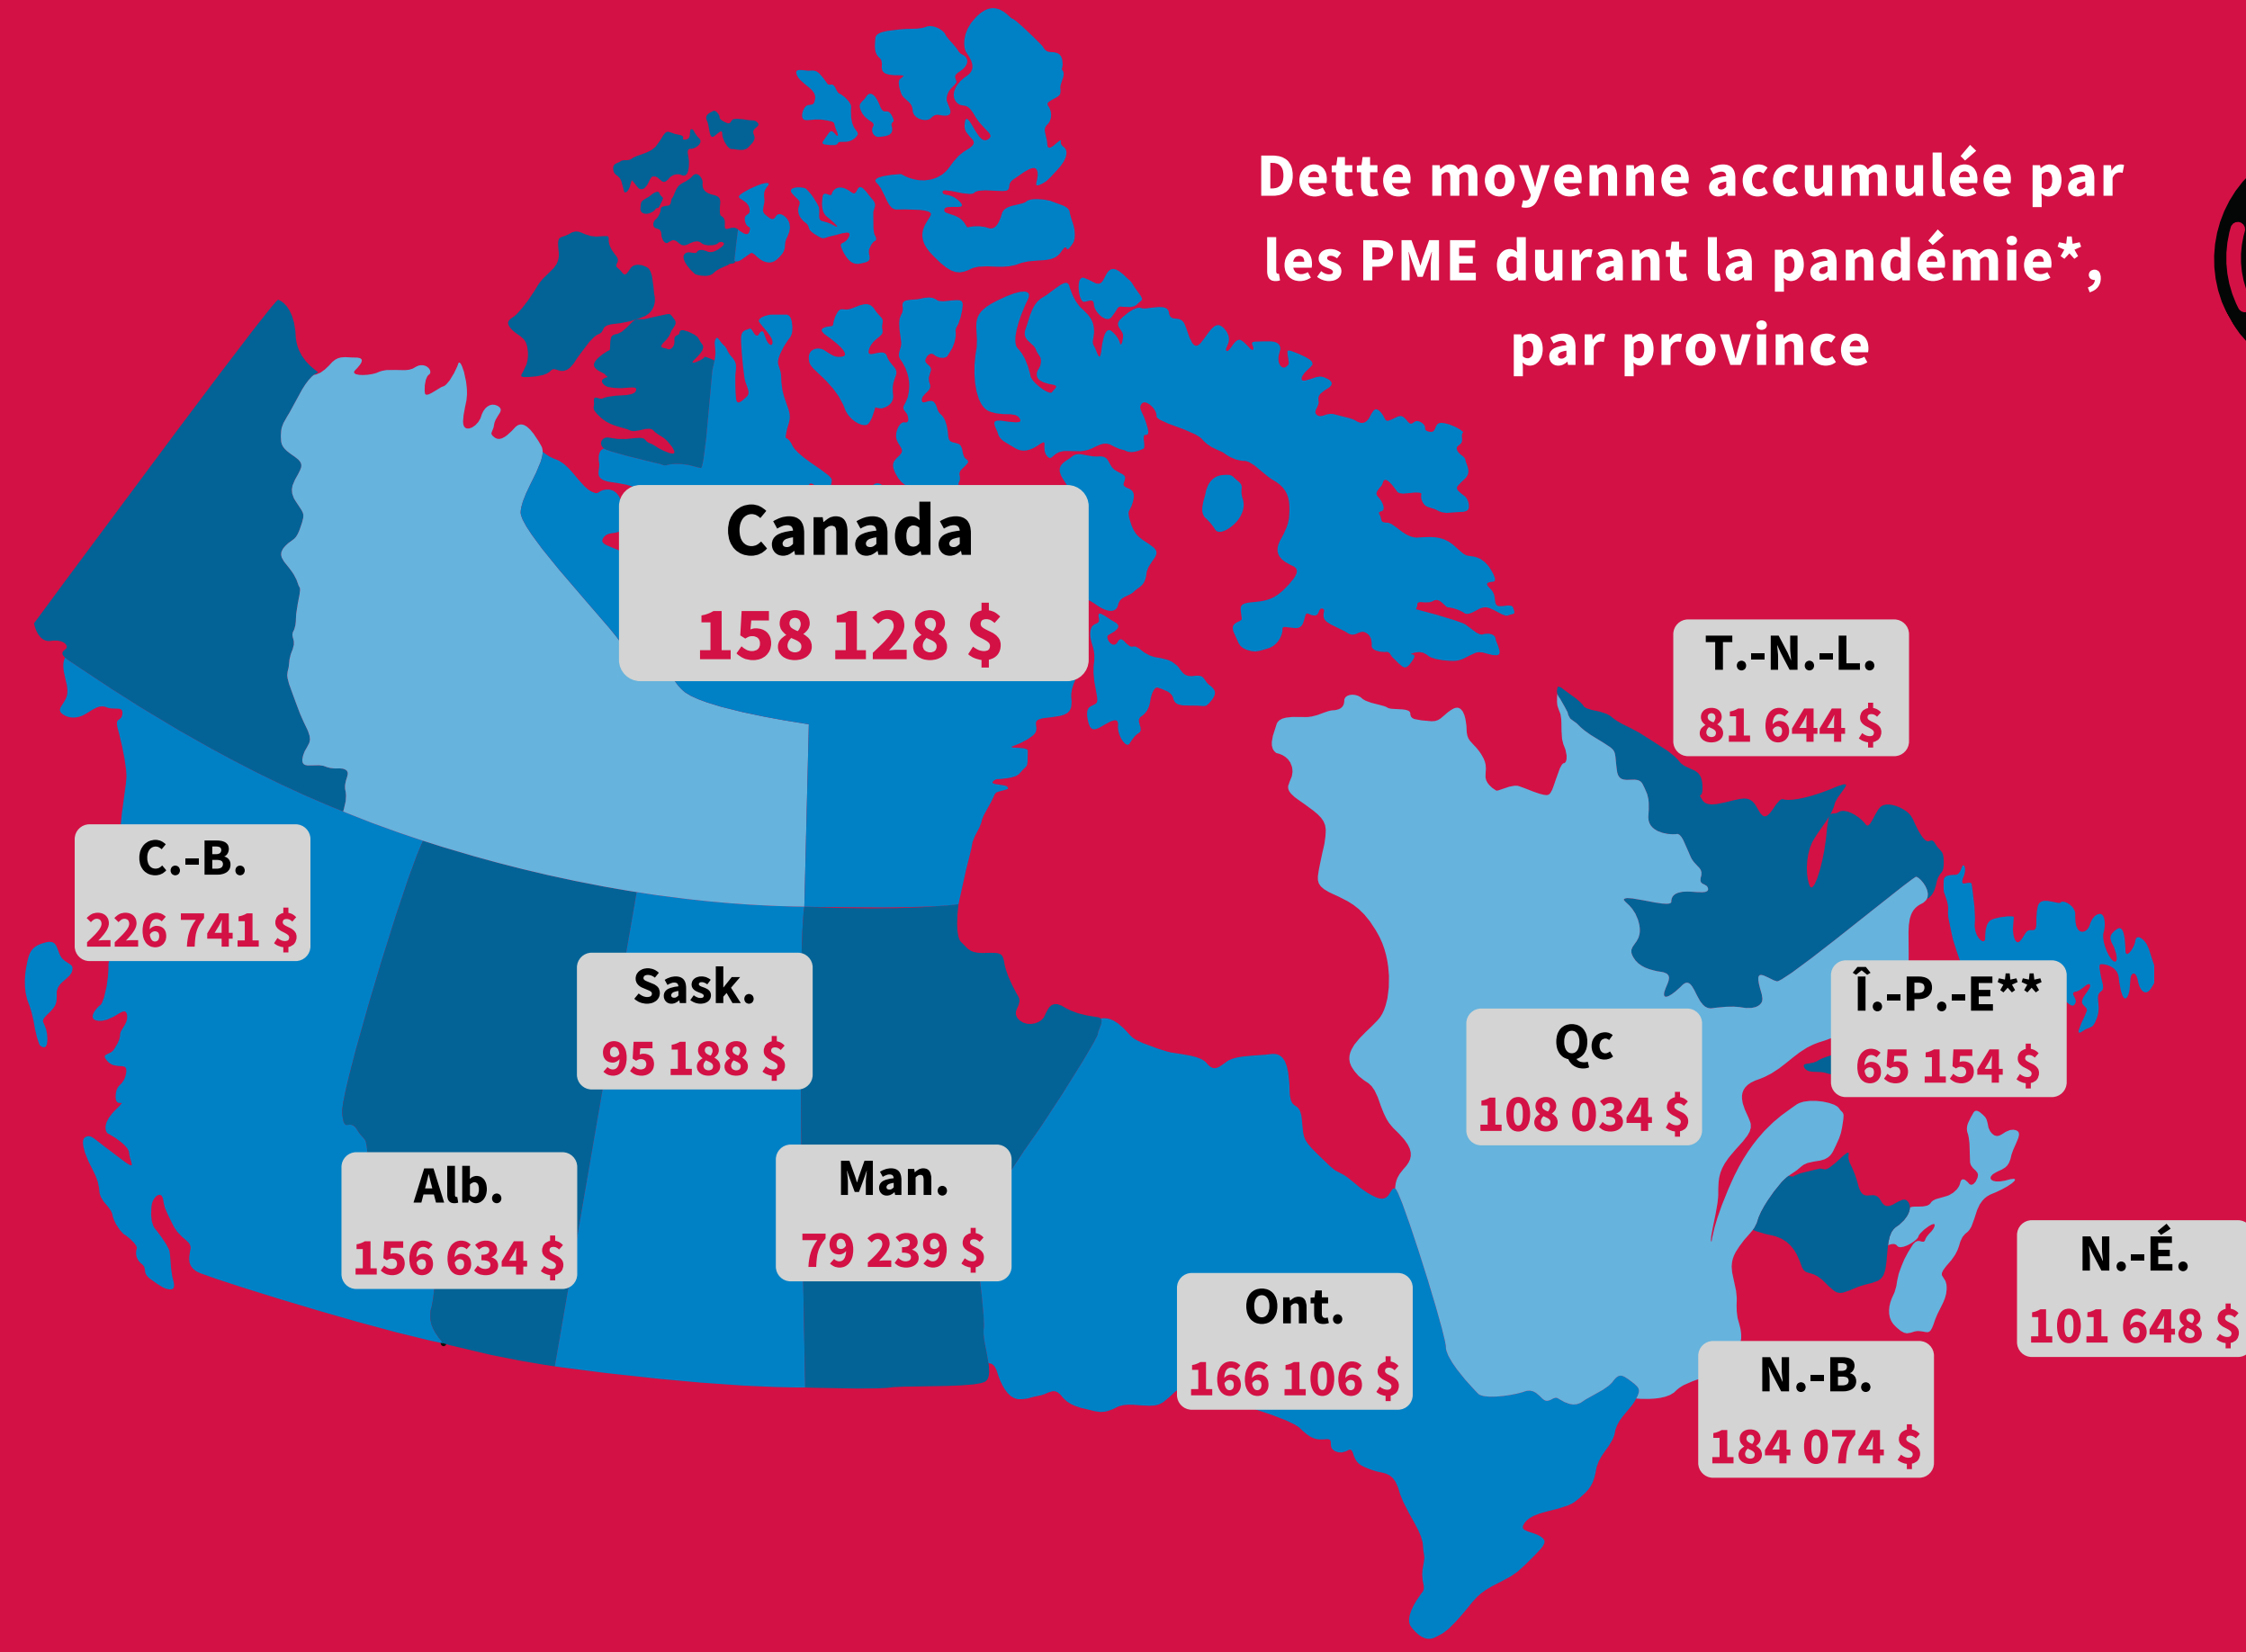 Dette moyenne accumulée par
les PME durant la pandémie*,
par province
Canada
158 128 $
T.-N.-L.
81 644 $
C.-B.
226 741 $
Sask.
95 188 $
Î.-P.-E**
65 154 $
Qc
108 034 $
Alb.
156 634 $
Man.
79 239 $
N.-É.
101 648 $
Ont.
166 106 $
N.-B.
184 074 $